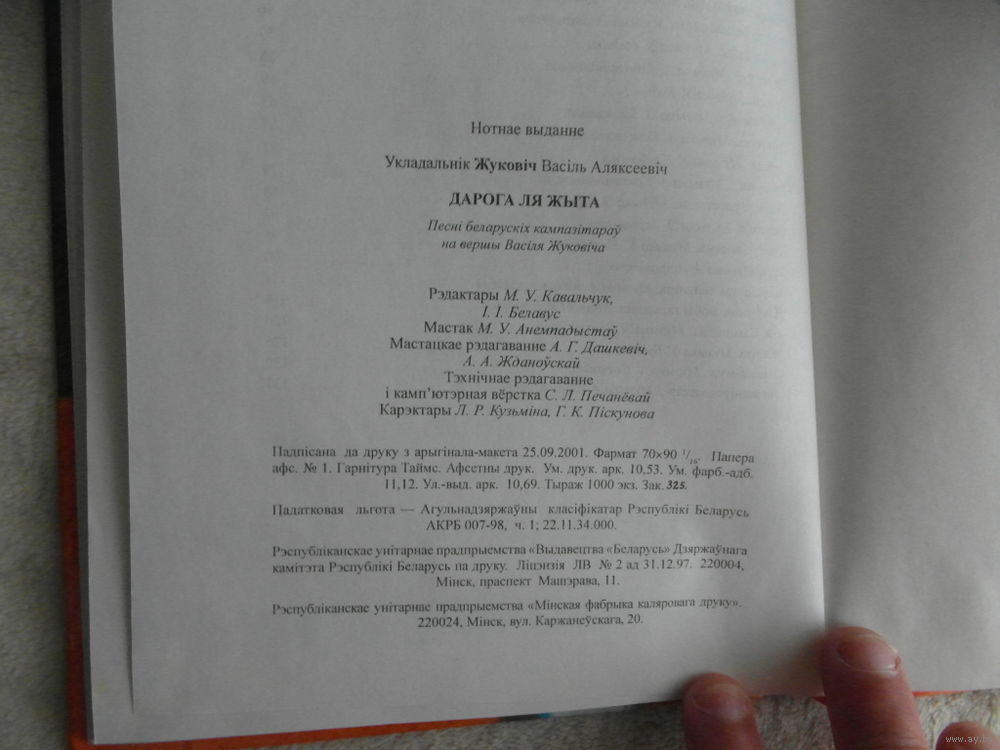 Нотнае выданне
Укладальнік Жуковіч Васіль Аляксеевіч
ДАРОГА ЛЯ ЖЫТА
Песні беларускіх кампазітараў
на вершы Васіля Жуковіча
Рэдактары М. У. Кавальчук,
І. І. Белавус
Мастак М. У. Анемпадыстаў
Мастацкае рэдагаванне А. Г. Дашкевіч,
А. А. Жданоўскай
Тэхнічнае рэдагаванне
і камп'ютэрная вёрстка С. Л. Печанёвай
Карэктары Л. Р. Кузьміна, Г. К. Піскунова
Падпісана да друку з арыгінала-макета 25.09.2001. Фармат 70×90 1/16. Папера
афс. № 1. Гарнітура Таймс. Афсетны друк. Ум. друк. арк. 10,53. Ум. фарб.-адб.
11,12. Ул.-выд. арк. 10,69. Тыраж 1000 экз. Зак. 325.
Падатковая льгота — Агульнадзяржаўны класіфікатар Рэспублікі Беларусь
АКРБ 007-98, ч. 1; 22.11.34.000.
Рэспубліканскае унітарнае прадпрыемства «Выдавецтва «Беларусь» Дзяржаўнага
камітэта Рэспублікі Беларусь па друку. Ліцэнзія ЛВ № 2 ад 31.12.97. 220004,
Мінск, праспект Машэрава, 11.
Рэспубліканскае унітарнае прадпрыемства «Мінская фабрыка каляровага друку».
220024, Мінск, вул. Каржанеўскага, 20.
www.ay.by